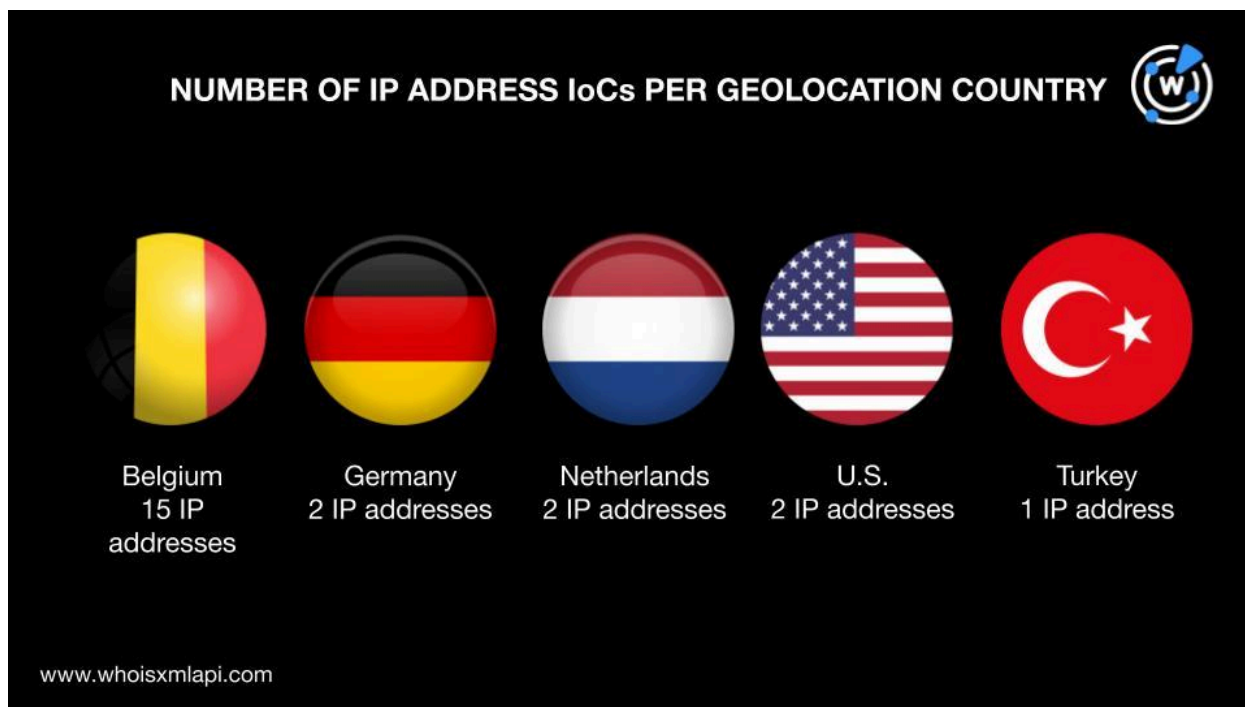 NUMBER OF IP ADDRESS IoCs PER GEOLOCATION COUNTRY
W
Belgium
15 IP
addresses
Germany
2 IP addresses
Netherlands
2 IP addresses
U.S.
2 IP addresses
Turkey
1 IP address
www.whoisxmlapi.com